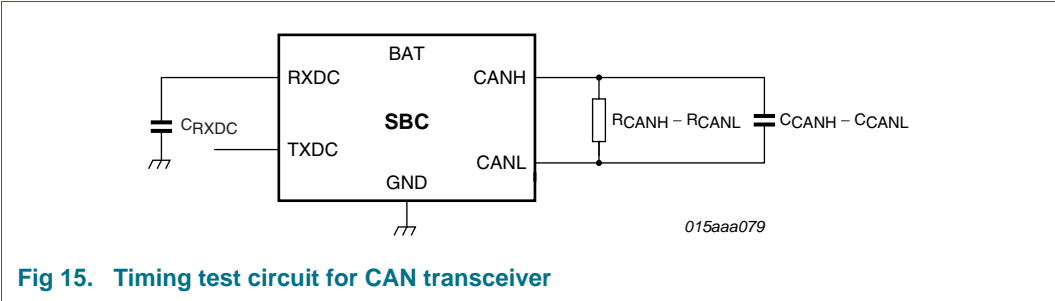 BAT
RXDC
CANH
CRXDC
SBC
RCANH – RCANL
CCANH – CCANL
TXDC
CANL
GND
015aaa079
Fig 15. Timing test circuit for CAN transceiver